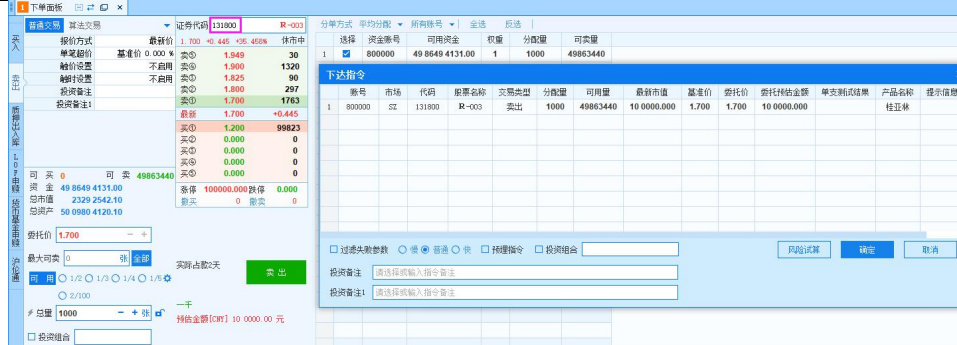 1 下单面板
普通交易 算法交易
报价方式 最新价
单笔超价 基准价 0.000 %
触价设置 不启用
触时设置 不启用
投资备注
投资备注1
买入
卖出
质押出入库
LOF申赎
货币基金申赎
沪伦通
可 买 0 可 卖 49863440
资 金 49 8649 4131.00
总市值 2329 2542.10
总资产 50 0980 4120.10
委托价 1.700 - +
最大可卖 0 张 全部
可 用 1/2 1/3 1/4 1/5
2/100
总量 1000 - + 张
投资组合
证券代码 131800 R-003
1.700 +0.445 +35.458% 休市中
卖⑤ 1.949 30
卖④ 1.900 1320
卖③ 1.825 90
卖② 1.800 297
卖① 1.700 1763
最新 1.700 +0.445
买① 1.200 99823
买② 0.000 0
买③ 0.000 0
买④ 0.000 0
买⑤ 0.000 0
涨停 100000.000 跌停 0.000
撤买 0 撤卖 0
实际占款2天
卖 出
一千
预估金额[CNY] 10 0000.00 元
分单方式 平均分配 所有账号 全选 反选
选择 资金账号 可用资金 权重 分配量 可卖量
1 800000 49 8649 4131.00 1 1000 49863440
下达指令
账号 市场 代码 股票名称 交易类型 分配量 可用量 最新市值 基准价 委托价 委托预估金额 单支测试结果 产品名称 提示信息
1 800000 SZ 131800 R-003 卖出 1000 49863440 10 0000.000 1.700 1.700 10 0000.000 桂亚林
过滤失败参数 慢 普通 快 预埋指令 投资组合
风险试算 确定 取消
投资备注 请选择或输入指令备注
投资备注1 请选择或输入指令备注